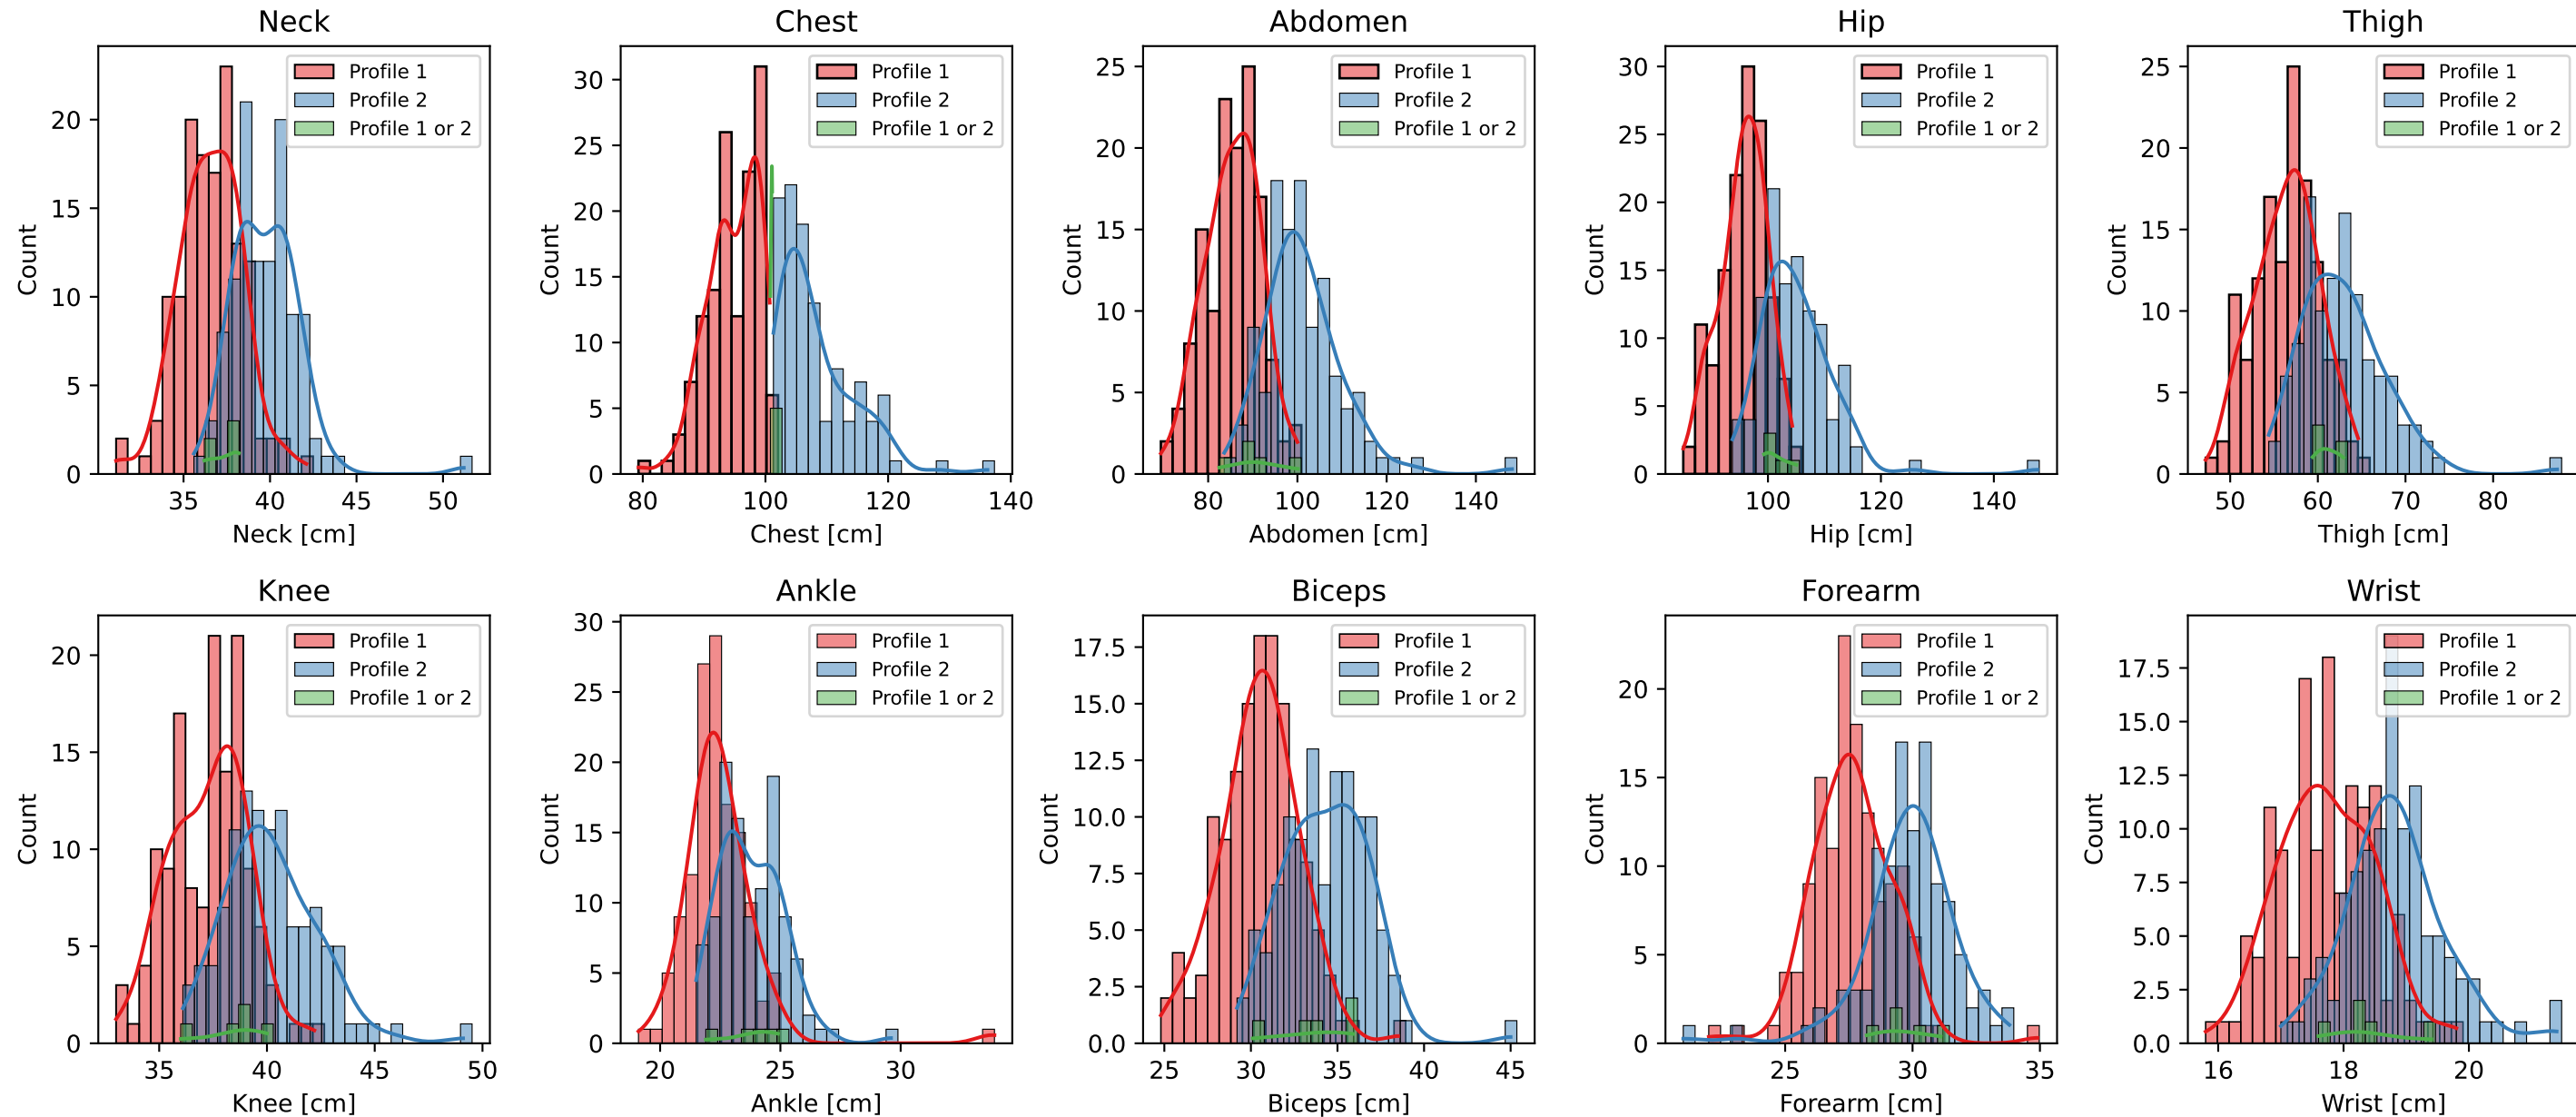 Neck
Chest
Abdomen
Hip
Thigh
Profile 1
Profile 2
Profile 1 or 2
Count
20
15
10
5
0
35
40
45
50
Neck [cm]
Profile 1
Profile 2
Profile 1 or 2
Count
30
25
20
15
10
5
0
80
100
120
140
Chest [cm]
Profile 1
Profile 2
Profile 1 or 2
Count
25
20
15
10
5
0
80
100
120
140
Abdomen [cm]
Profile 1
Profile 2
Profile 1 or 2
Count
30
25
20
15
10
5
0
100
120
140
Hip [cm]
Profile 1
Profile 2
Profile 1 or 2
Count
25
20
15
10
5
0
50
60
70
80
Thigh [cm]
Knee
Ankle
Biceps
Forearm
Wrist
Profile 1
Profile 2
Profile 1 or 2
Count
20
15
10
5
0
35
40
45
50
Knee [cm]
Profile 1
Profile 2
Profile 1 or 2
Count
30
25
20
15
10
5
0
20
25
30
Ankle [cm]
Profile 1
Profile 2
Profile 1 or 2
Count
17.5
15.0
12.5
10.0
7.5
5.0
2.5
0.0
25
30
35
40
45
Biceps [cm]
Profile 1
Profile 2
Profile 1 or 2
Count
20
15
10
5
0
25
30
35
Forearm [cm]
Profile 1
Profile 2
Profile 1 or 2
Count
17.5
15.0
12.5
10.0
7.5
5.0
2.5
0.0
16
18
20
Wrist [cm]